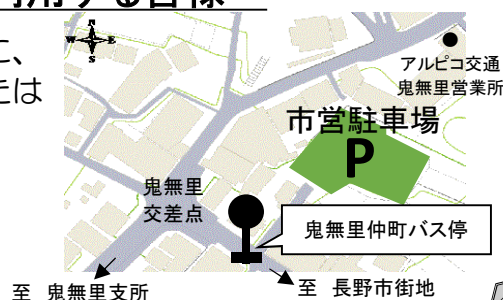 利用する皆様
に、
または
N
W E
S
アルピコ交通
鬼無里営業所
市営駐車場
P
鬼無里
交差点
鬼無里仲町バス停
至 鬼無里支所
至 長野市街地